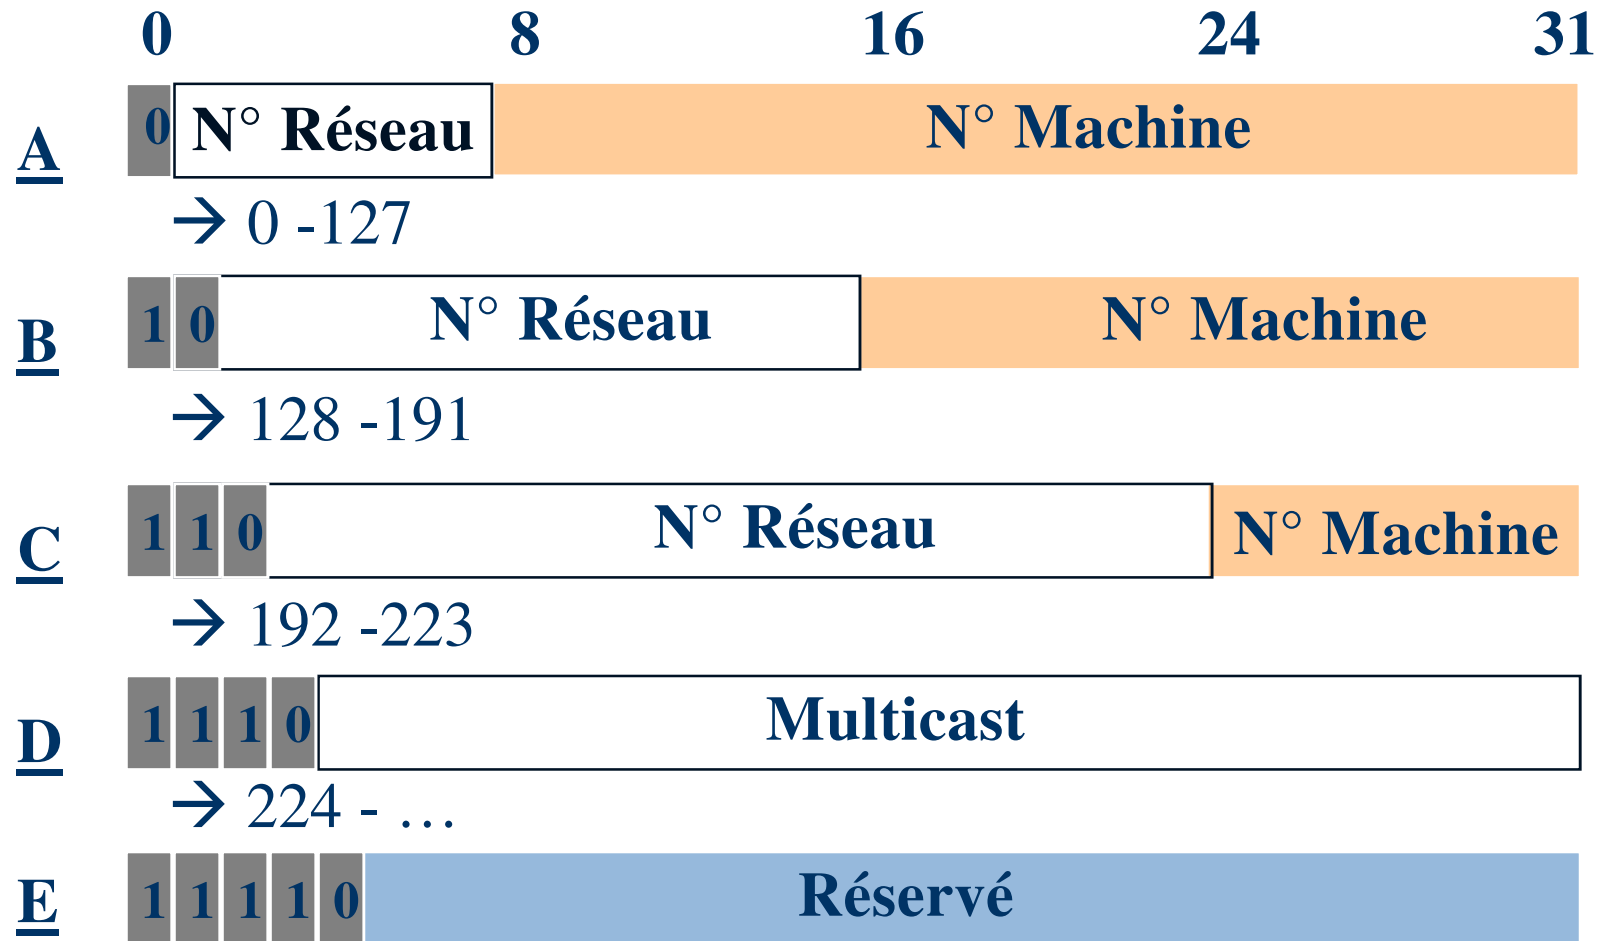 0 8 16 24 31
A 0 N° Réseau N° Machine
→ 0 -127
B 1 0 N° Réseau N° Machine
→ 128 -191
C 1 1 0 N° Réseau N° Machine
→ 192 -223
D 1 1 1 0 Multicast
→ 224 - …
E 1 1 1 1 0 Réservé